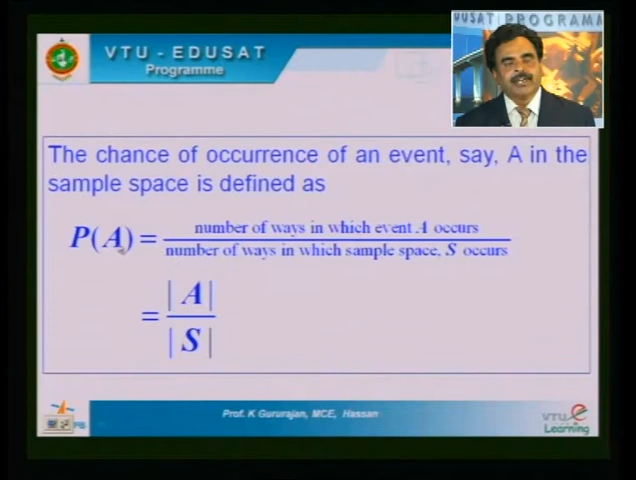 VTU - EDUSAT
Programme
DUSAT PROGRAMM
The chance of occurrence of an event, say, A in the
sample space is defined as
P(A) = number of ways in which event A occurs
number of ways in which sample space, S occurs
= | A |
| S |
Prof. K Gururajan, MCE, Hassan
VTU e
Learning